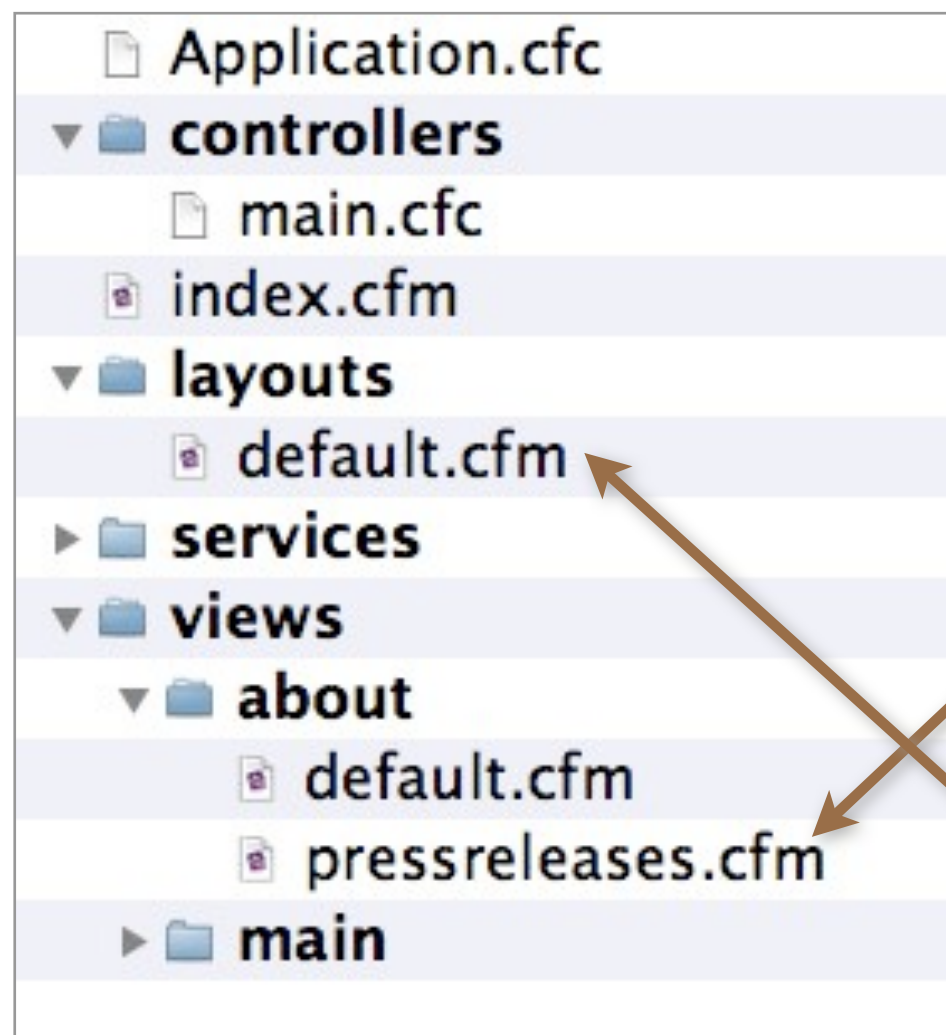 Application.cfc
controllers
main.cfc
index.cfm
layouts
default.cfm
services
views
about
default.cfm
pressreleases.cfm
main